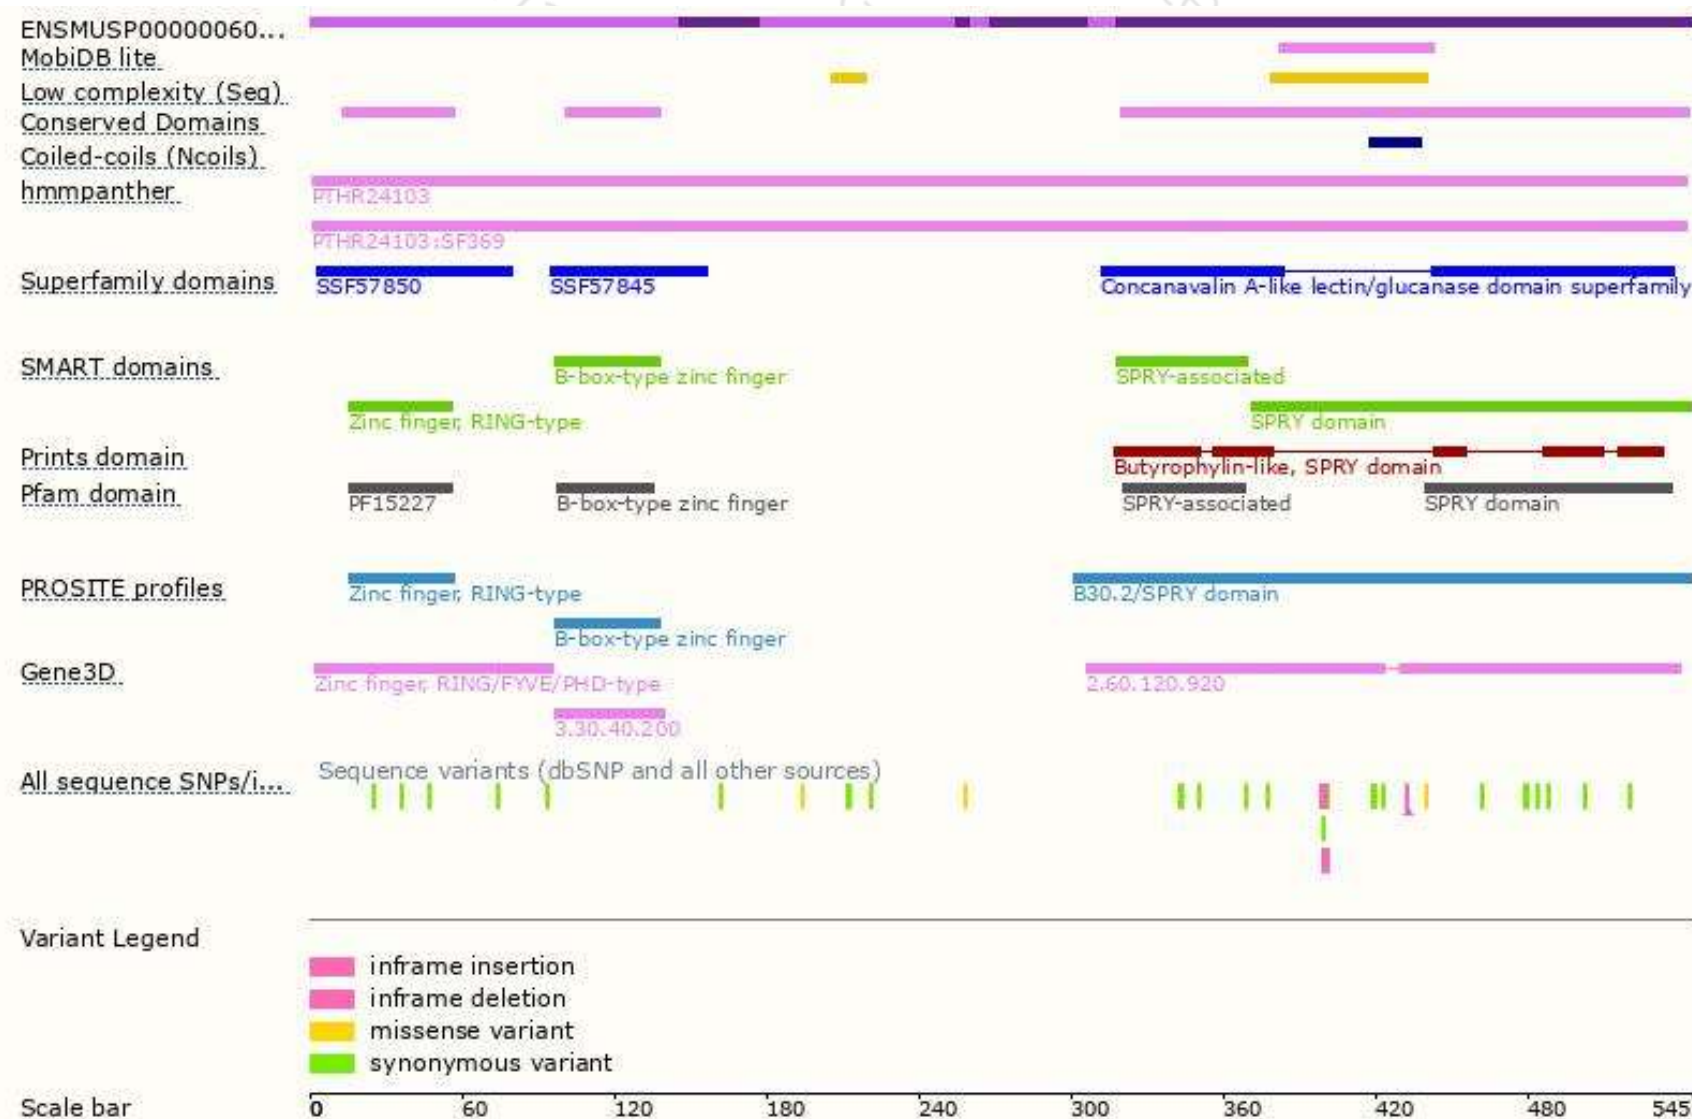 ENSMUSP00000060...
MobiDB lite
Low complexity (Seg)
Conserved Domains
Coiled-coils (Ncoils)
hmmpanther
PTHR24103
PTHR24103:SF369
Superfamily domains
SSF57850 SSF57845 Concanavalin A-like lectin/glucanase domain superfamily
SMART domains
B-box-type zinc finger SPRY-associated
Zinc finger, RING-type SPRY domain
Prints domain
Butyrophylin-like, SPRY domain
Pfam domain
PF15227 B-box-type zinc finger SPRY-associated SPRY domain
PROSITE profiles
Zinc finger, RING-type B30.2/SPRY domain
B-box-type zinc finger
Gene3D
Zinc finger, RING/FYVE/PHD-type 2.60.120.920
3.30.40.200
All sequence SNPs/i...
Sequence variants (dbSNP and all other sources)
Variant Legend
inframe insertion
inframe deletion
missense variant
synonymous variant
Scale bar 0 60 120 180 240 300 360 420 480 545